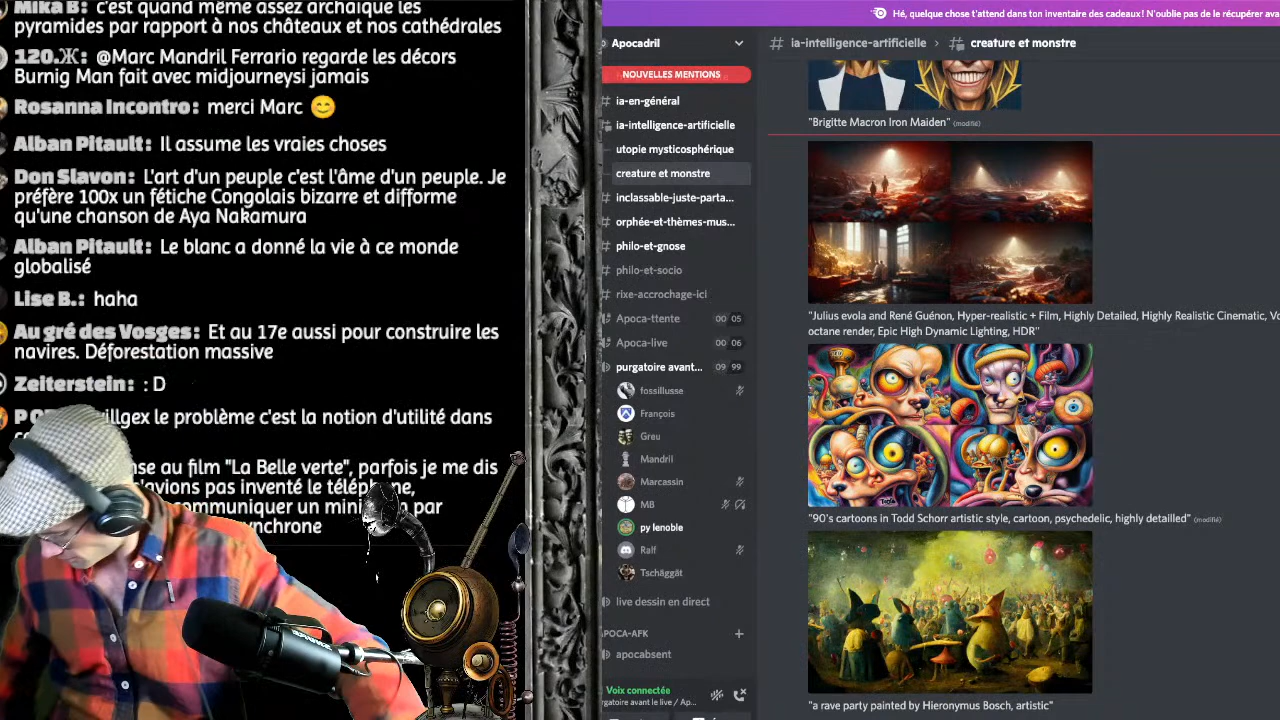 Mika B: c'est quand même assez archaïque les
pyramides par rapport à nos châteaux et nos cathédrales
120.Ж: @Marc Mandril Ferrario regarde les décors
Burnig Man fait avec midjourneysi jamais
Rosanna Incontro: merci Marc 😊
Alban Pitault: Il assume les vraies choses
Don Slavon: L'art d'un peuple c'est l'âme d'un peuple. Je
préfère 100x un fétiche Congolais bizarre et difforme
qu'une chanson de Aya Nakamura
Alban Pitault: Le blanc a donné la vie à ce monde
globalisé
Lise B.: haha
Au gré des Vosges: Et au 17e aussi pour construire les
navires. Déforestation massive
Zeiterstein: : D
le problème c'est la notion d'utilité dans
au film "La Belle verte", parfois je me dis
pas inventé le
un par
Hé, quelque chose t'attend dans ton inventaire des cadeaux! N'oublie pas de le récupérer
Apocadril
NOUVELLES MENTIONS
ia-en-général
ia-intelligence-artificielle
utopie mysticosphérique
creature et monstre
inclassable-juste-parta...
orphée-et-thèmes-mus...
philo-et-gnose
philo-et-socio
rixe-accrochage-ici
Apoca-ttente 00 05
Apoca-live 00 06
purgatoire avant... 09 99
fossillusse
François
Greu
Mandril
Marcassin
MB
py lenoble
Ralf
Tschäggät
live dessin en direct
APOCA-AFK
apocabsent
Voix connectée
avant le live / Ap...
# ia-intelligence-artificielle › creature et monstre
"Brigitte Macron Iron Maiden" (modifié)
"Julius evola and René Guénon, Hyper-realistic + Film, Highly Detailed, Highly Realistic Cinematic,
octane render, Epic High Dynamic Lighting, HDR"
"90's cartoons in Todd Schorr artistic style, cartoon, psychedelic, highly detailled" (modifié)
"a rave party painted by Hieronymus Bosch, artistic"